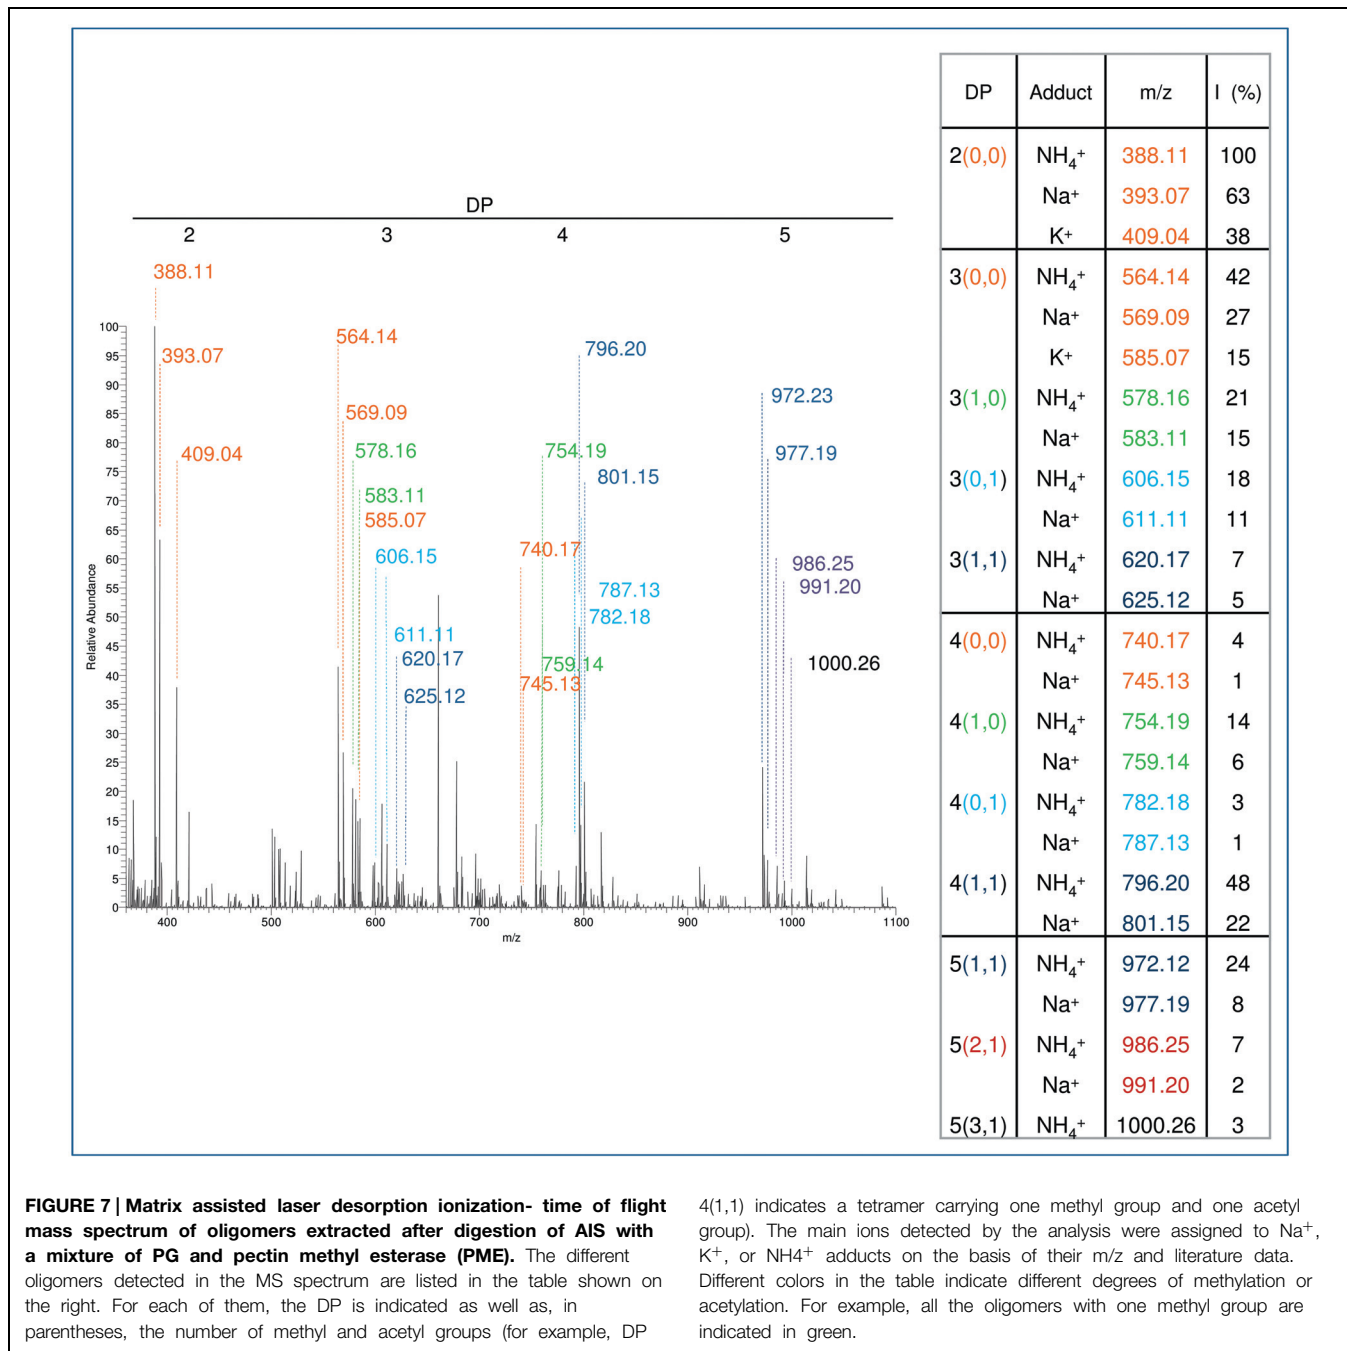 DP
2 3 4 5
388.11
393.07
409.04
564.14
569.09
578.16
583.11
585.07
606.15
611.11
620.17
625.12
796.20
754.19
801.15
740.17
787.13
782.18
759.14
745.13
972.23
977.19
986.25
991.20
1000.26
Relative Abundance
100
95
90
85
80
75
70
65
60
55
50
45
40
35
30
25
20
15
10
5
0
400 500 600 700 800 900 1000 1100
m/z
DP Adduct m/z I (%)
2(0,0) NH₄⁺ 388.11 100
Na⁺ 393.07 63
K⁺ 409.04 38
3(0,0) NH₄⁺ 564.14 42
Na⁺ 569.09 27
K⁺ 585.07 15
3(1,0) NH₄⁺ 578.16 21
Na⁺ 583.11 15
3(0,1) NH₄⁺ 606.15 18
Na⁺ 611.11 11
3(1,1) NH₄⁺ 620.17 7
Na⁺ 625.12 5
4(0,0) NH₄⁺ 740.17 4
Na⁺ 745.13 1
4(1,0) NH₄⁺ 754.19 14
Na⁺ 759.14 6
4(0,1) NH₄⁺ 782.18 3
Na⁺ 787.13 1
4(1,1) NH₄⁺ 796.20 48
Na⁺ 801.15 22
5(1,1) NH₄⁺ 972.12 24
Na⁺ 977.19 8
5(2,1) NH₄⁺ 986.25 7
Na⁺ 991.20 2
5(3,1) NH₄⁺ 1000.26 3
FIGURE 7 | Matrix assisted laser desorption ionization- time of flight
mass spectrum of oligomers extracted after digestion of AIS with
a mixture of PG and pectin methyl esterase (PME). The different
oligomers detected in the MS spectrum are listed in the table shown on
the right. For each of them, the DP is indicated as well as, in
parentheses, the number of methyl and acetyl groups (for example, DP
4(1,1) indicates a tetramer carrying one methyl group and one acetyl
group). The main ions detected by the analysis were assigned to Na⁺,
K⁺, or NH4⁺ adducts on the basis of their m/z and literature data.
Different colors in the table indicate different degrees of methylation or
acetylation. For example, all the oligomers with one methyl group are
indicated in green.